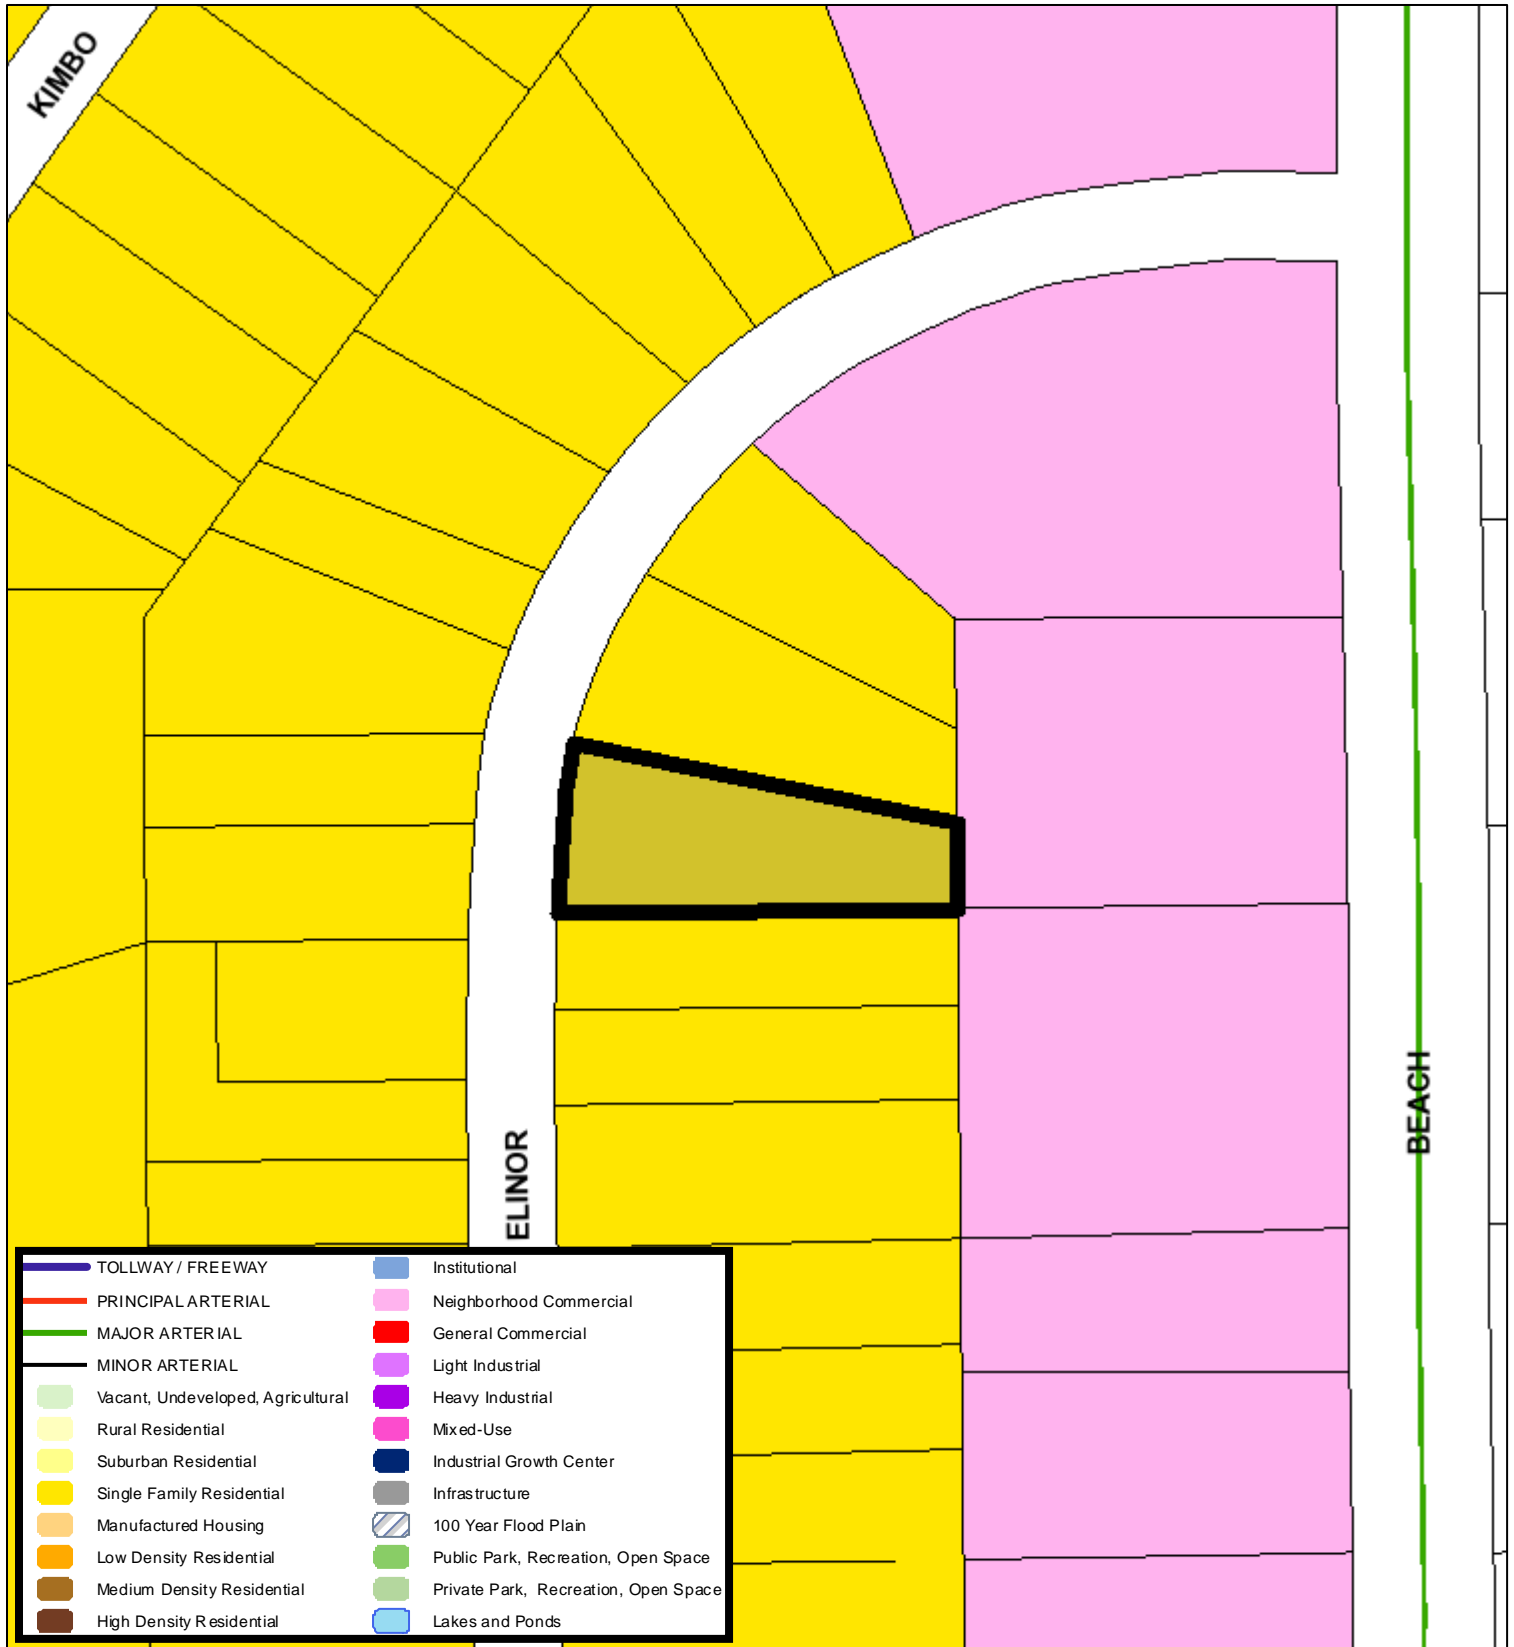 KIMBO
BEACH
ELINOR
TOLLWAY / FREEWAY
PRINCIPAL ARTERIAL
MAJOR ARTERIAL
MINOR ARTERIAL
Vacant, Undeveloped, Agricultural
Rural Residential
Suburban Residential
Single Family Residential
Manufactured Housing
Low Density Residential
Medium Density Residential
High Density Residential
Institutional
Neighborhood Commercial
General Commercial
Light Industrial
Heavy Industrial
Mixed-Use
Industrial Growth Center
Infrastructure
100 Year Flood Plain
Public Park, Recreation, Open Space
Private Park, Recreation, Open Space
Lakes and Ponds